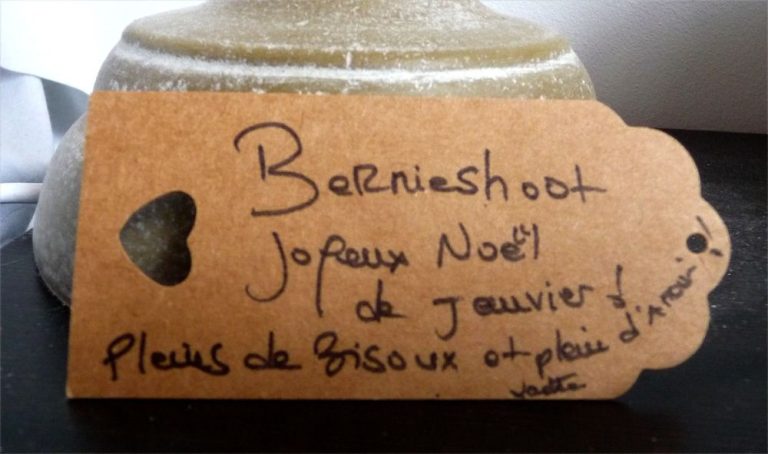 Bernieshoot
Joyeux Noël
de Janvier !
Pleins de Bisoux et plein d'Amour !